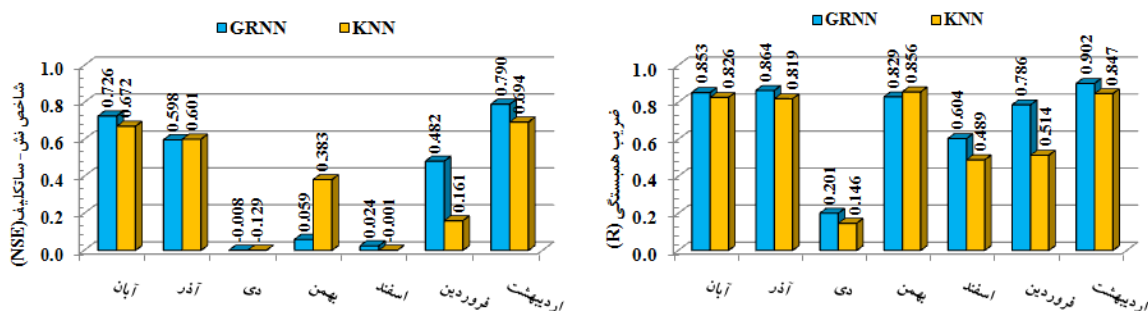 GRNN KNN
شاخص نش - ساتکلیف(NSE)
1.0
0.8
0.6
0.4
0.2
0.0
0.726
0.672
0.598
0.601
-0.008
-0.129
0.059
0.383
0.024
0.001
0.482
0.161
0.790
0.694
آبان
آذر
دی
بهمن
اسفند
فروردین
اردیبهشت
GRNN KNN
ضریب همبستگی (R)
1.0
0.8
0.6
0.4
0.2
0.0
0.853
0.826
0.864
0.819
0.201
0.146
0.829
0.856
0.604
0.489
0.786
0.514
0.902
0.847
آبان
آذر
دی
بهمن
اسفند
فروردین
اردیبهشت